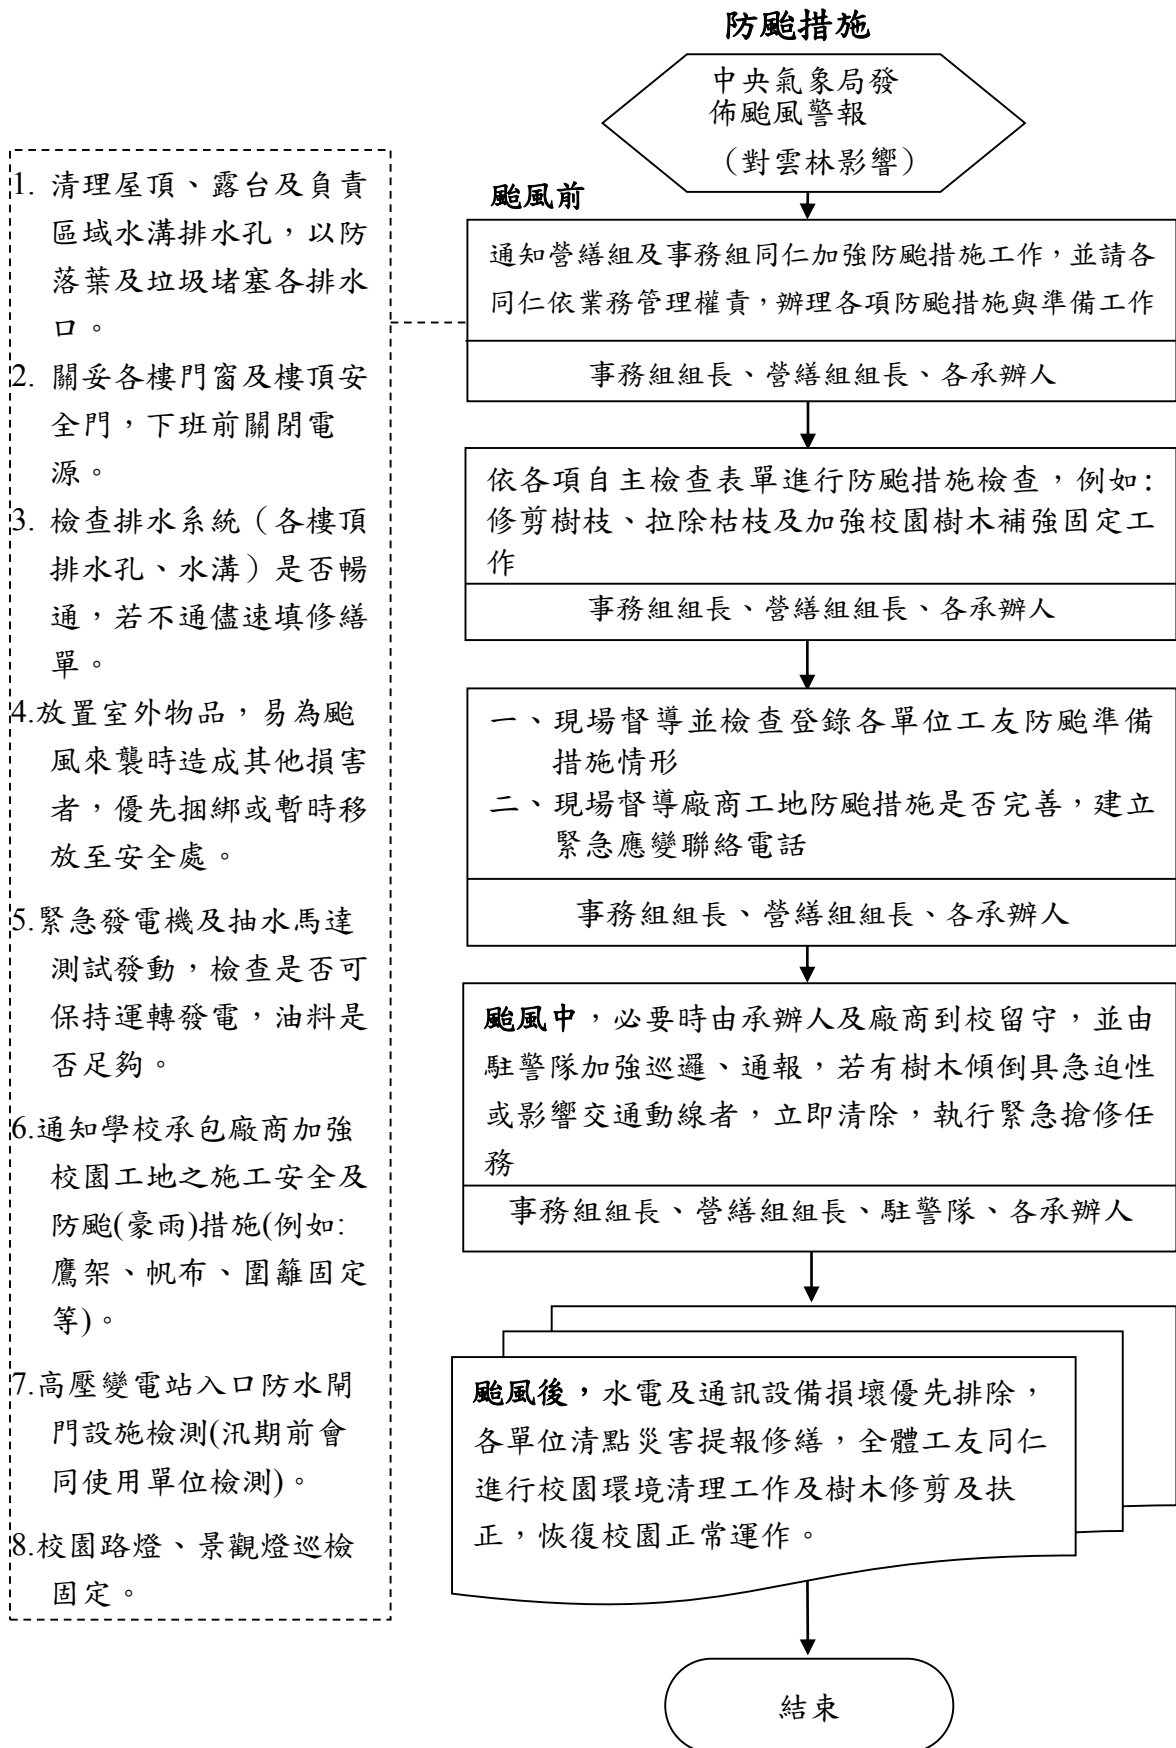 防颱措施
中央氣象局發
佈颱風警報
（對雲林影響）
颱風前
通知營繕組及事務組同仁加強防颱措施工作，並請各
同仁依業務管理權責，辦理各項防颱措施與準備工作
事務組組長、營繕組組長、各承辦人
1. 清理屋頂、露台及負責
區域水溝排水孔，以防
落葉及垃圾堵塞各排水
口。
2. 關妥各樓門窗及樓頂安
全門，下班前關閉電
源。
3. 檢查排水系統（各樓頂
排水孔、水溝）是否暢
通，若不通儘速填修繕
單。
4.放置室外物品，易為颱
風來襲時造成其他損害
者，優先捆綁或暫時移
放至安全處。
5.緊急發電機及抽水馬達
測試發動，檢查是否可
保持運轉發電，油料是
否足夠。
6.通知學校承包廠商加強
校園工地之施工安全及
防颱(豪雨)措施(例如:
鷹架、帆布、圍籬固定
等)。
7.高壓變電站入口防水閘
門設施檢測(汛期前會
同使用單位檢測)。
8.校園路燈、景觀燈巡檢
固定。
依各項自主檢查表單進行防颱措施檢查，例如:
修剪樹枝、拉除枯枝及加強校園樹木補強固定工
作
事務組組長、營繕組組長、各承辦人
一、現場督導並檢查登錄各單位工友防颱準備
措施情形
二、現場督導廠商工地防颱措施是否完善，建立
緊急應變聯絡電話
事務組組長、營繕組組長、各承辦人
颱風中，必要時由承辦人及廠商到校留守，並由
駐警隊加強巡邏、通報，若有樹木傾倒具急迫性
或影響交通動線者，立即清除，執行緊急搶修任
務
事務組組長、營繕組組長、駐警隊、各承辦人
颱風後，水電及通訊設備損壞優先排除，
各單位清點災害提報修繕，全體工友同仁
進行校園環境清理工作及樹木修剪及扶
正，恢復校園正常運作。
結束